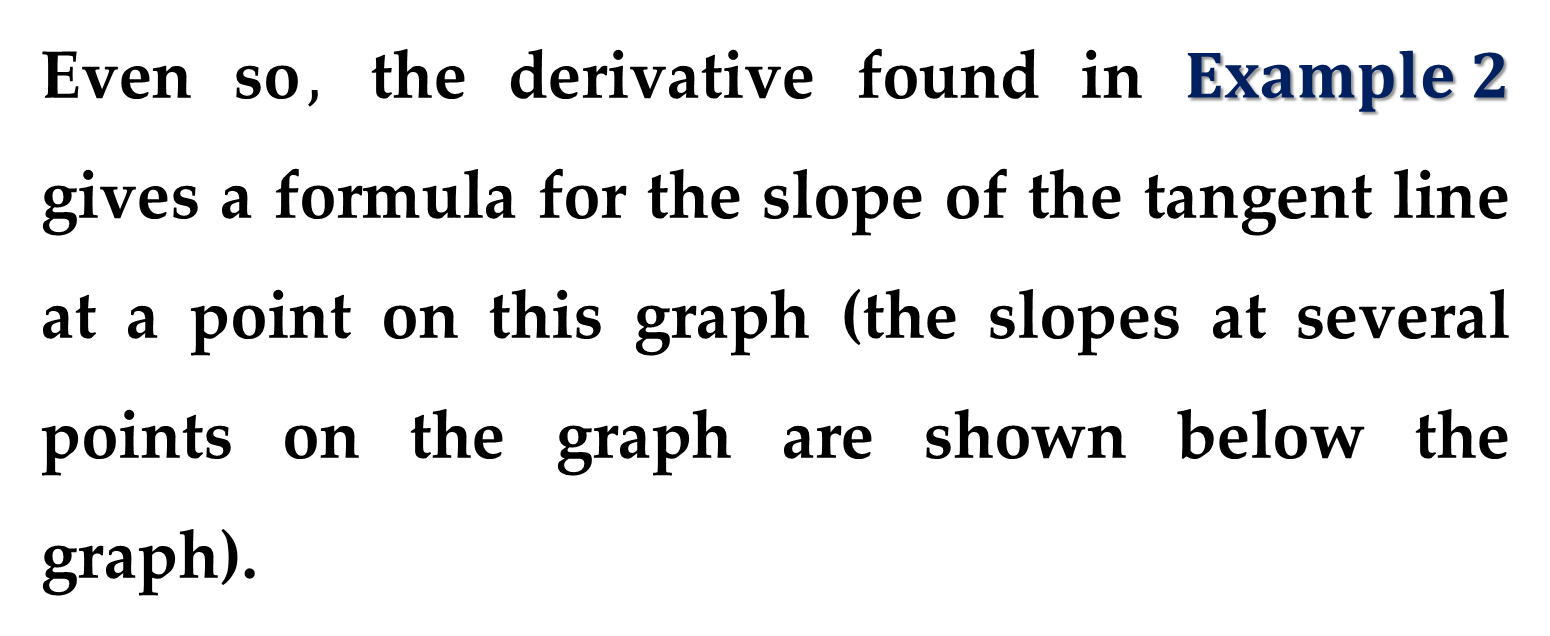 Even so, the derivative found in Example 2
gives a formula for the slope of the tangent line
at a point on this graph (the slopes at several
points on the graph are shown below the
graph).